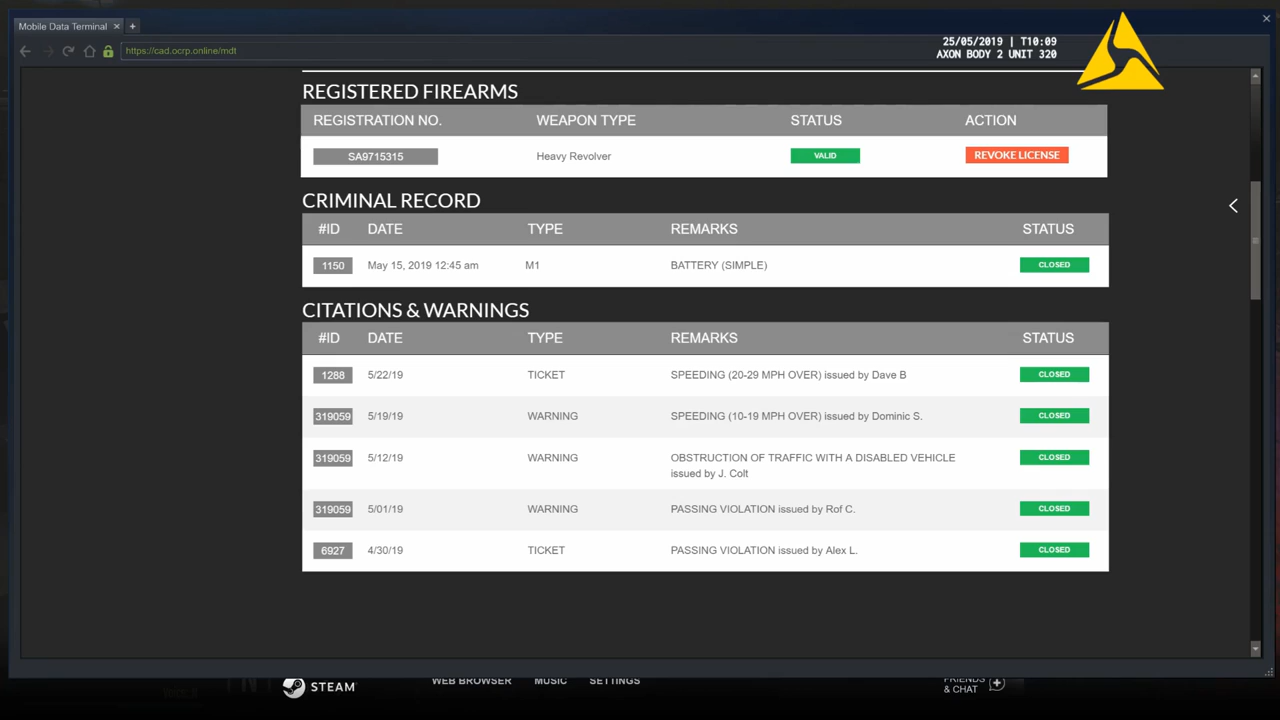 Mobile Data Terminal
https://cad.ocrp.online/mdt
25/05/2019 | T10:09
AXON BODY 2 UNIT 320
REGISTERED FIREARMS
REGISTRATION NO. WEAPON TYPE STATUS ACTION
SA9715315 Heavy Revolver VALID REVOKE LICENSE
CRIMINAL RECORD
#ID DATE TYPE REMARKS STATUS
1150 May 15, 2019 12:45 am M1 BATTERY (SIMPLE) CLOSED
CITATIONS & WARNINGS
#ID DATE TYPE REMARKS STATUS
1288 5/22/19 TICKET SPEEDING (20-29 MPH OVER) issued by Dave B CLOSED
319059 5/19/19 WARNING SPEEDING (10-19 MPH OVER) issued by Dominic S. CLOSED
319059 5/12/19 WARNING OBSTRUCTION OF TRAFFIC WITH A DISABLED VEHICLE CLOSED
issued by J. Colt
319059 5/01/19 WARNING PASSING VIOLATION issued by Rof C. CLOSED
6927 4/30/19 TICKET PASSING VIOLATION issued by Alex L. CLOSED
STEAM WEB BROWSER MUSIC SETTINGS FRIENDS
& CHAT